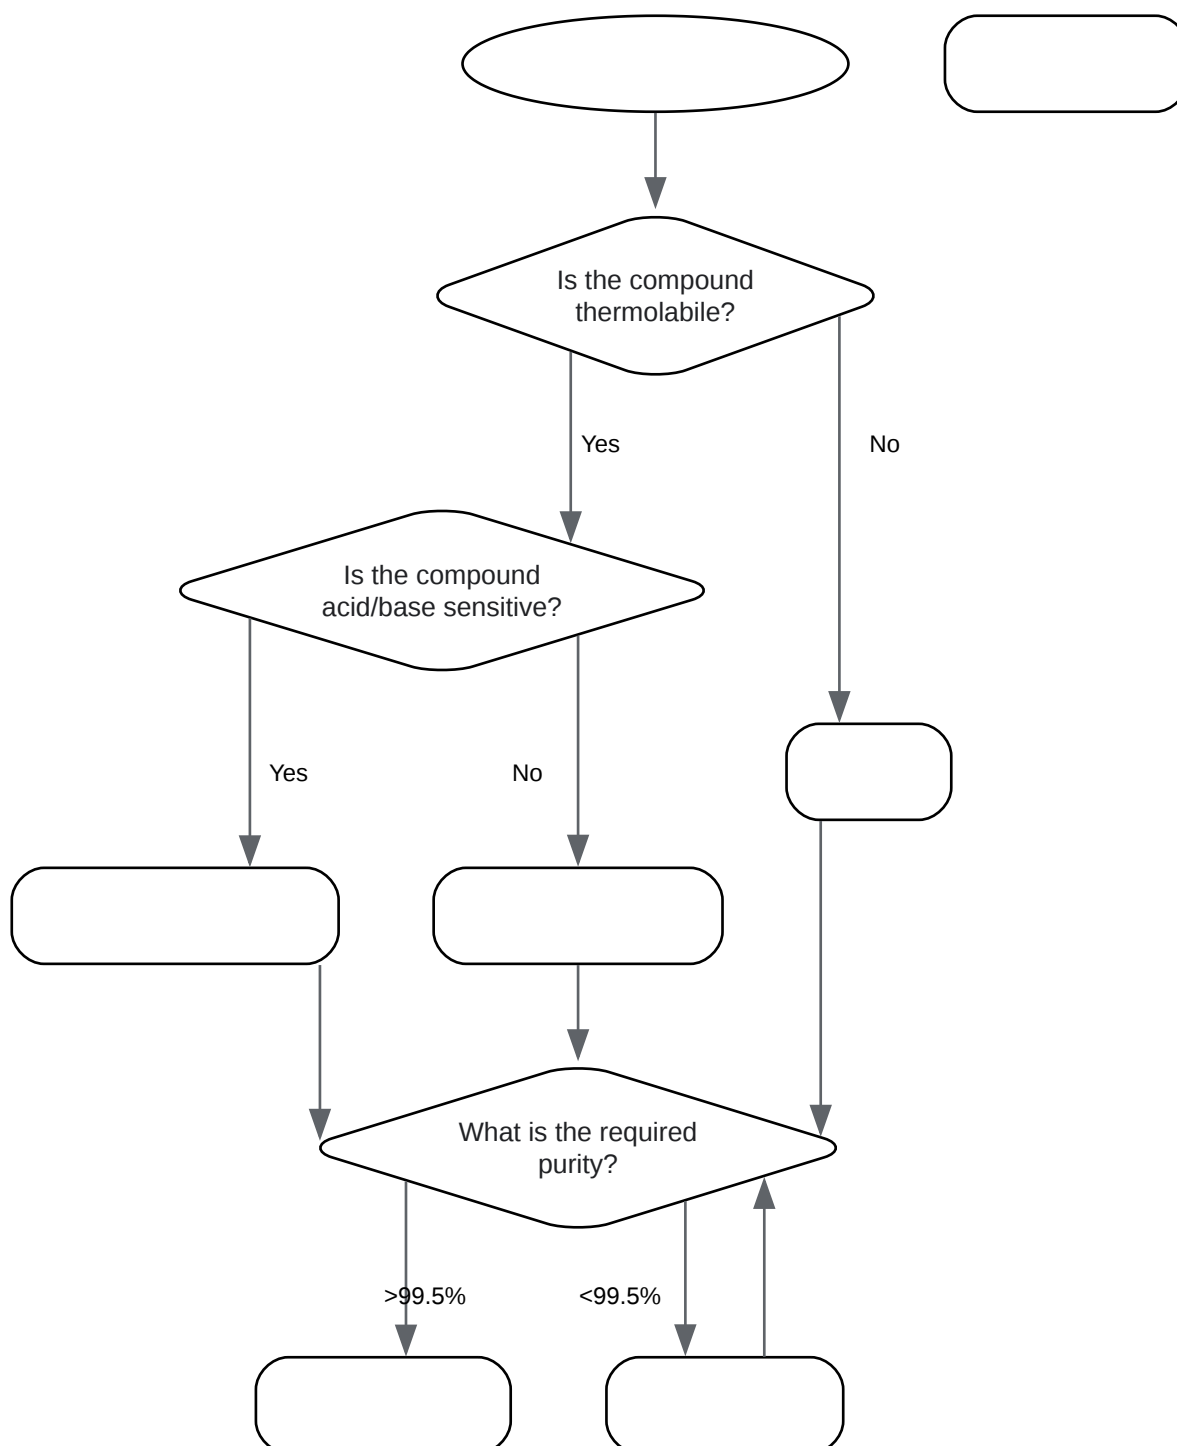 Is the compound
thermolabile?
Yes
No
Is the compound
acid/base sensitive?
Yes
No
What is the required
purity?
>99.5%
<99.5%